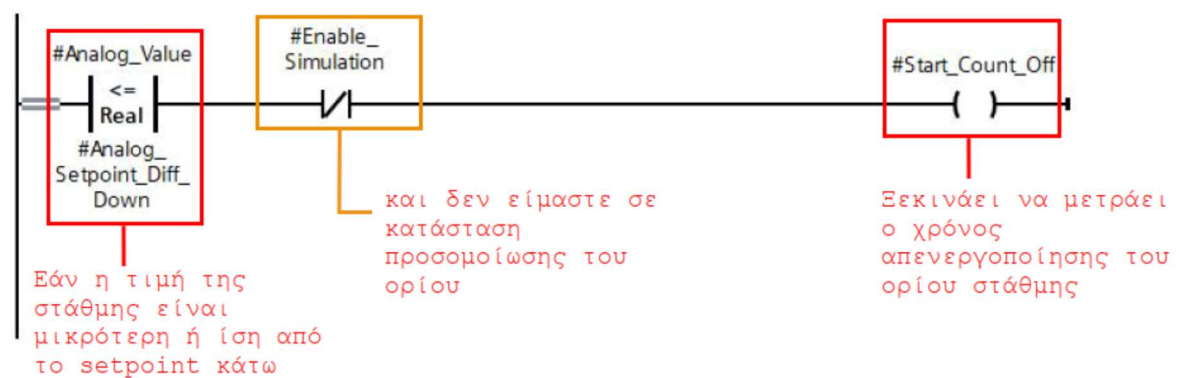 #Analog_Value
<=
Real
#Analog_
Setpoint_Diff_
Down
#Enable_
Simulation
#Start_Count_Off
Εάν η τιμή της
στάθμης είναι
μικρότερη ή ίση από
το setpoint κάτω
και δεν είμαστε σε
κατάσταση
προσομοίωσης του
ορίου
Ξεκινάει να μετράει
ο χρόνος
απενεργοποίησης του
ορίου στάθμης